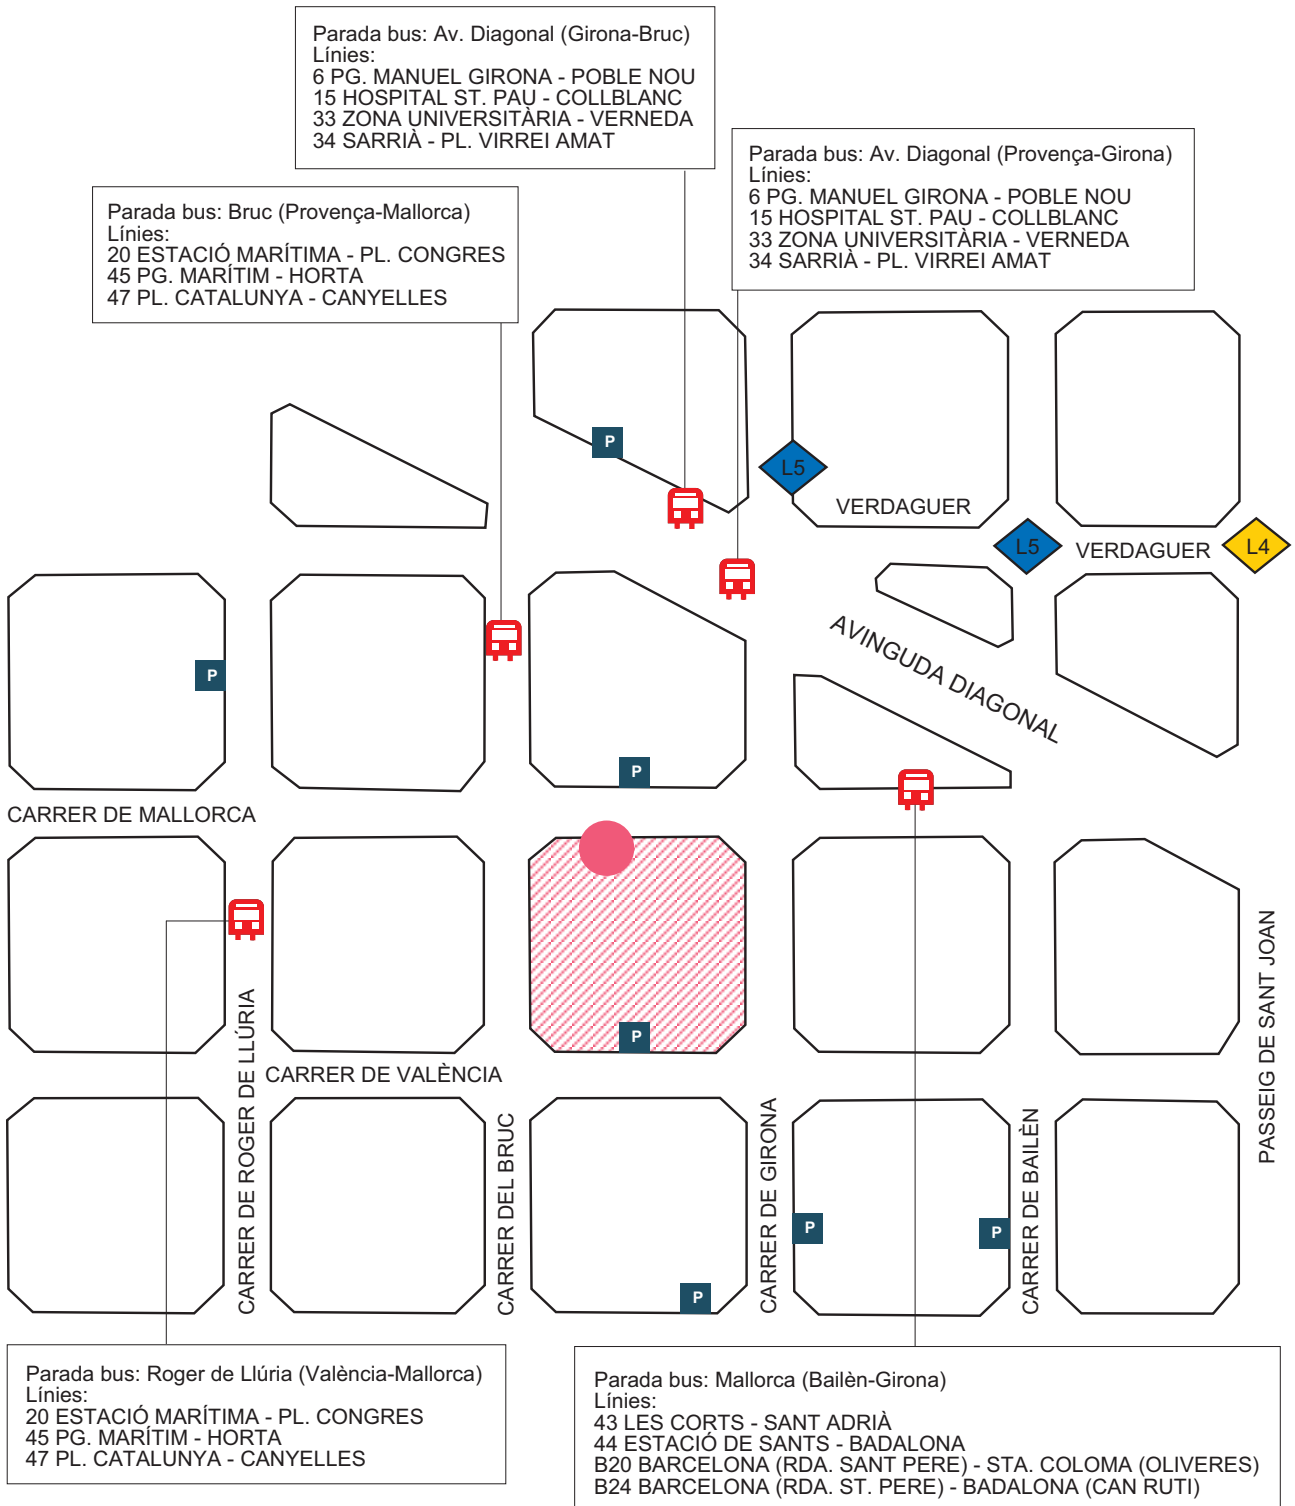 Parada bus: Av. Diagonal (Girona-Bruc)
Línies:
6 PG. MANUEL GIRONA - POBLE NOU
15 HOSPITAL ST. PAU - COLLBLANC
33 ZONA UNIVERSITÀRIA - VERNEDA
34 SARRIÀ - PL. VIRREI AMAT
Parada bus: Av. Diagonal (Provença-Girona)
Línies:
6 PG. MANUEL GIRONA - POBLE NOU
15 HOSPITAL ST. PAU - COLLBLANC
33 ZONA UNIVERSITÀRIA - VERNEDA
34 SARRIÀ - PL. VIRREI AMAT
Parada bus: Bruc (Provença-Mallorca)
Línies:
20 ESTACIÓ MARÍTIMA - PL. CONGRES
45 PG. MARÍTIM - HORTA
47 PL. CATALUNYA - CANYELLES
P
L5
VERDAGUER
L5
VERDAGUER
L4
AVINGUDA DIAGONAL
P
P
CARRER DE MALLORCA
P
CARRER DE VALÈNCIA
CARRER DE ROGER DE LLÚRIA
CARRER DEL BRUC
CARRER DE GIRONA
CARRER DE BAILÈN
PASSEIG DE SANT JOAN
P
P
P
Parada bus: Roger de Llúria (València-Mallorca)
Línies:
20 ESTACIÓ MARÍTIMA - PL. CONGRES
45 PG. MARÍTIM - HORTA
47 PL. CATALUNYA - CANYELLES
Parada bus: Mallorca (Bailèn-Girona)
Línies:
43 LES CORTS - SANT ADRIÀ
44 ESTACIÓ DE SANTS - BADALONA
B20 BARCELONA (RDA. SANT PERE) - STA. COLOMA (OLIVERES)
B24 BARCELONA (RDA. ST. PERE) - BADALONA (CAN RUTI)